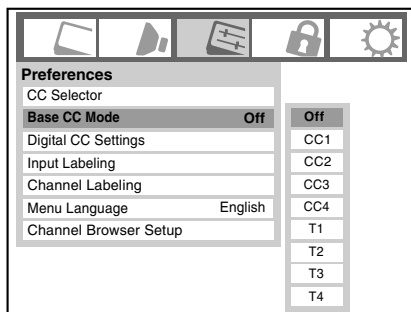 Preferences
CC Selector
Base CC Mode Off
Digital CC Settings
Input Labeling
Channel Labeling
Menu Language English
Channel Browser Setup
Off
CC1
CC2
CC3
CC4
T1
T2
T3
T4